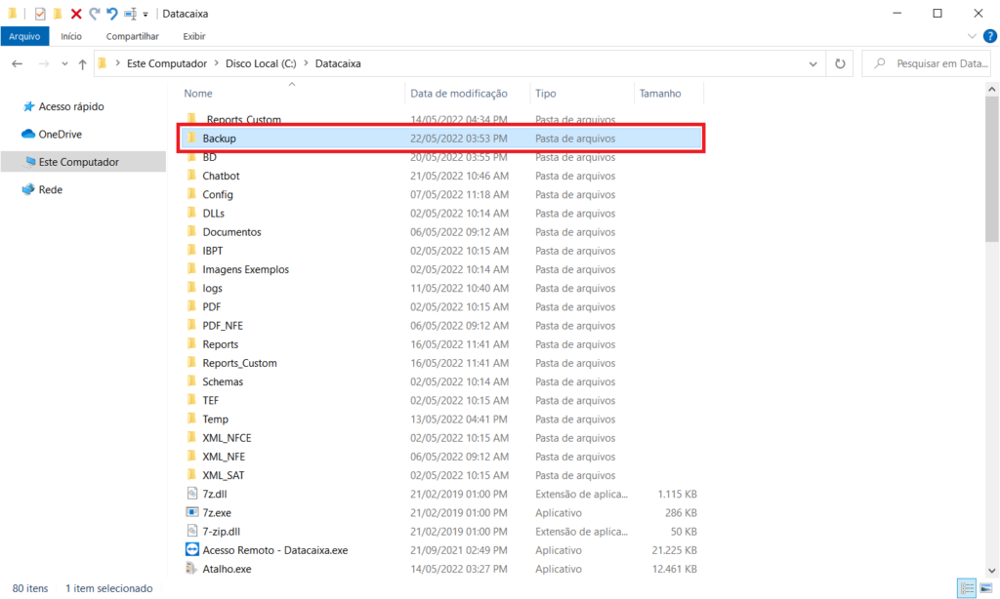 Datacaixa
Arquivo Início Compartilhar Exibir
Este Computador > Disco Local (C:) > Datacaixa Pesquisar em Data...
Nome Data de modificação Tipo Tamanho
Acesso rápido
OneDrive
Este Computador
Rede
_Reports_Custom 14/05/2022 04:34 PM Pasta de arquivos
Backup 22/05/2022 03:53 PM Pasta de arquivos
BD 20/05/2022 03:55 PM Pasta de arquivos
Chatbot 21/05/2022 10:46 AM Pasta de arquivos
Config 07/05/2022 11:18 AM Pasta de arquivos
DLLs 02/05/2022 10:14 AM Pasta de arquivos
Documentos 06/05/2022 09:12 AM Pasta de arquivos
IBPT 02/05/2022 10:15 AM Pasta de arquivos
Imagens Exemplos 02/05/2022 10:14 AM Pasta de arquivos
logs 11/05/2022 10:40 AM Pasta de arquivos
PDF 02/05/2022 10:15 AM Pasta de arquivos
PDF_NFE 06/05/2022 09:12 AM Pasta de arquivos
Reports 16/05/2022 11:41 AM Pasta de arquivos
Reports_Custom 16/05/2022 11:41 AM Pasta de arquivos
Schemas 02/05/2022 10:14 AM Pasta de arquivos
TEF 02/05/2022 10:15 AM Pasta de arquivos
Temp 13/05/2022 04:41 PM Pasta de arquivos
XML_NFCE 02/05/2022 10:15 AM Pasta de arquivos
XML_NFE 06/05/2022 09:12 AM Pasta de arquivos
XML_SAT 02/05/2022 10:15 AM Pasta de arquivos
7z.dll 21/02/2019 01:00 PM Extensão de aplica... 1.115 KB
7z.exe 21/02/2019 01:00 PM Aplicativo 286 KB
7-zip.dll 21/02/2019 01:00 PM Extensão de aplica... 50 KB
Acesso Remoto - Datacaixa.exe 21/09/2021 02:49 PM Aplicativo 21.225 KB
Atalho.exe 14/05/2022 03:27 PM Aplicativo 12.461 KB
80 itens 1 item selecionado